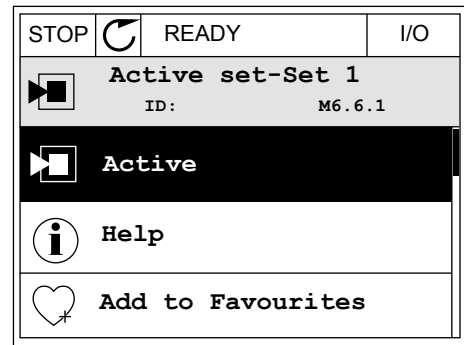 STOP READY I/O
Active set-Set 1
ID: M6.6.1
Active
Help
Add to Favourites